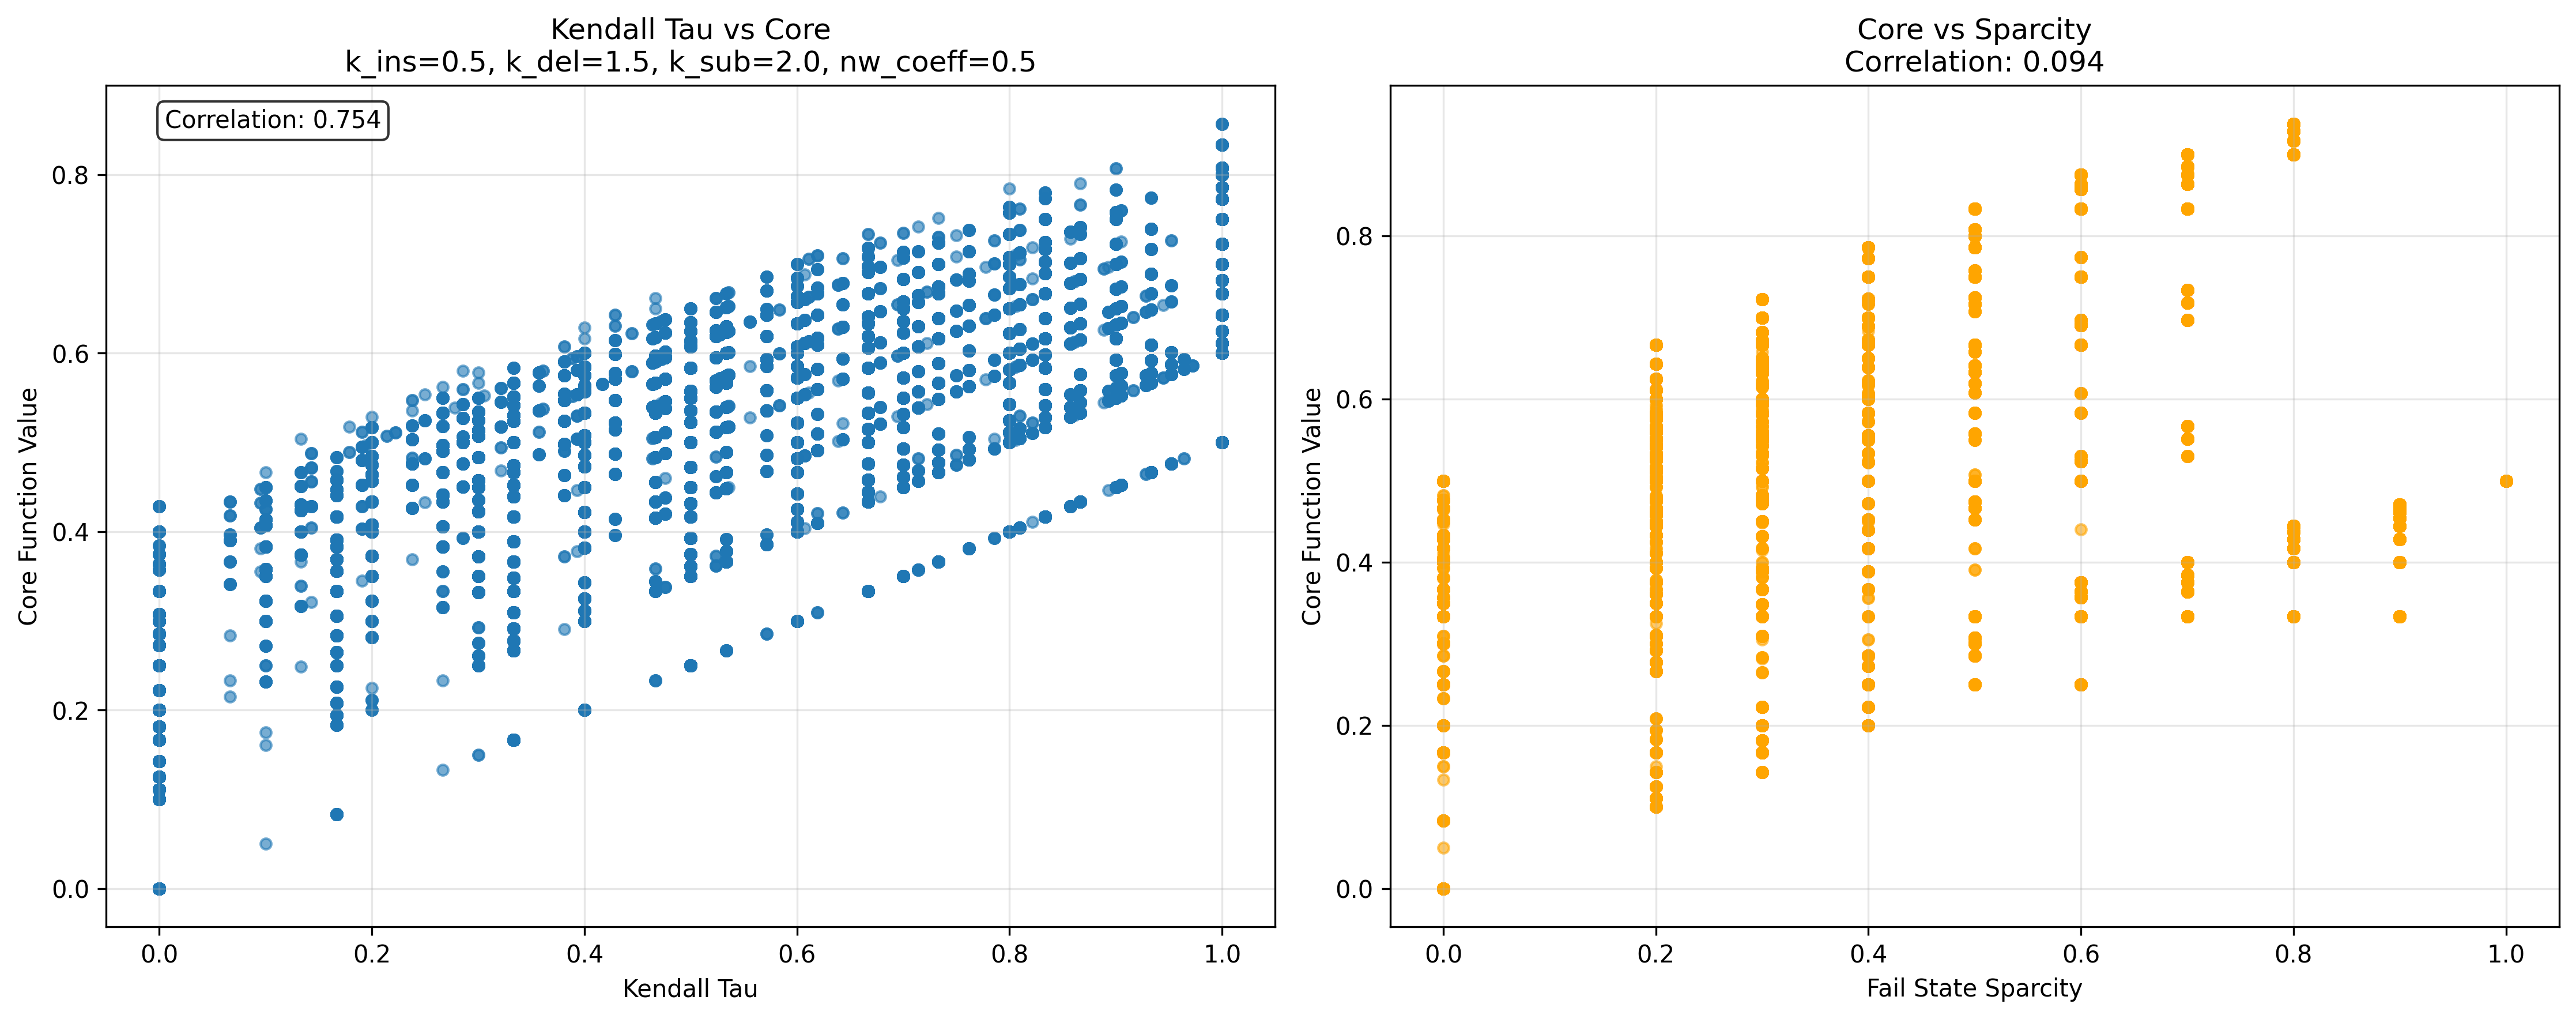 Kendall Tau vs Core
k_ins=0.5, k_del=1.5, k_sub=2.0, nw_coeff=0.5
Correlation: 0.754
Core Function Value
0.8
0.6
0.4
0.2
0.0
0.0 0.2 0.4 0.6 0.8 1.0
Kendall Tau
Core vs Sparcity
Correlation: 0.094
Core Function Value
0.8
0.6
0.4
0.2
0.0
0.0 0.2 0.4 0.6 0.8 1.0
Fail State Sparcity